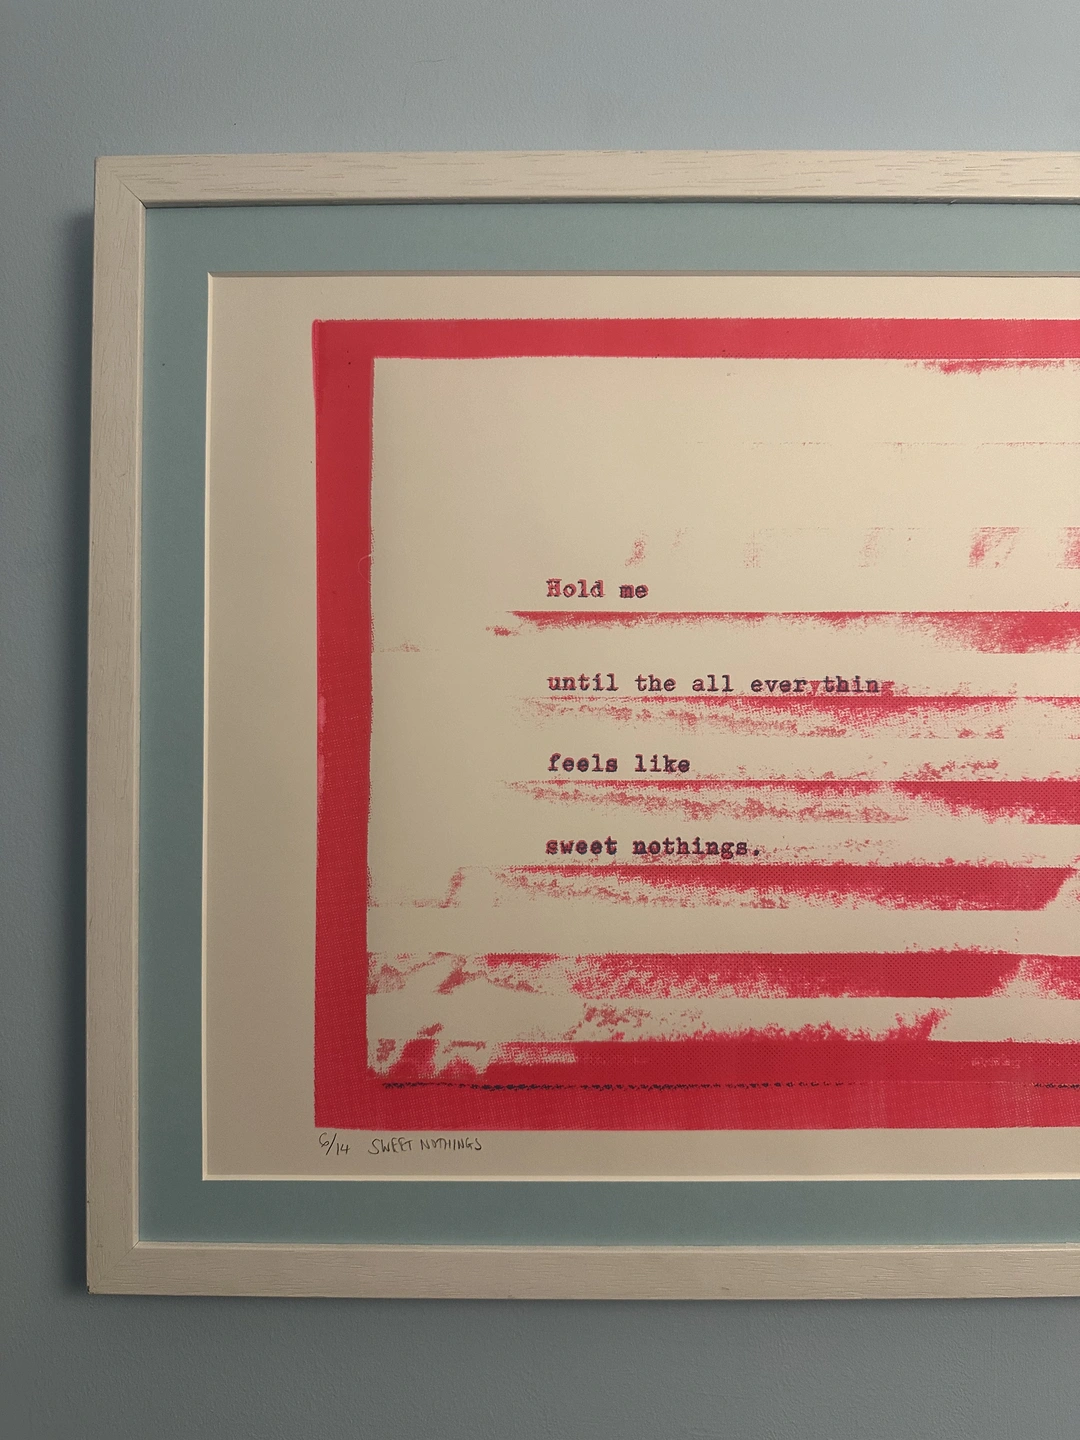 Hold me
until the all everythin
feels like
sweet nothings.
6/14 SWEET NOTHINGS